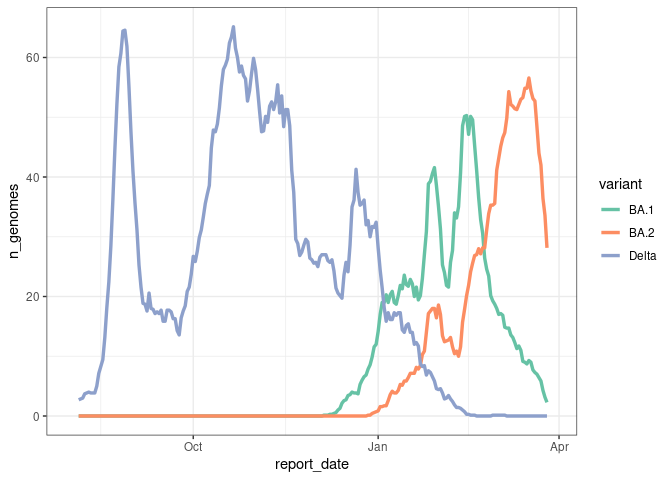 60
40
20
0
n_genomes
Oct
Jan
Apr
report_date
variant
BA.1
BA.2
Delta